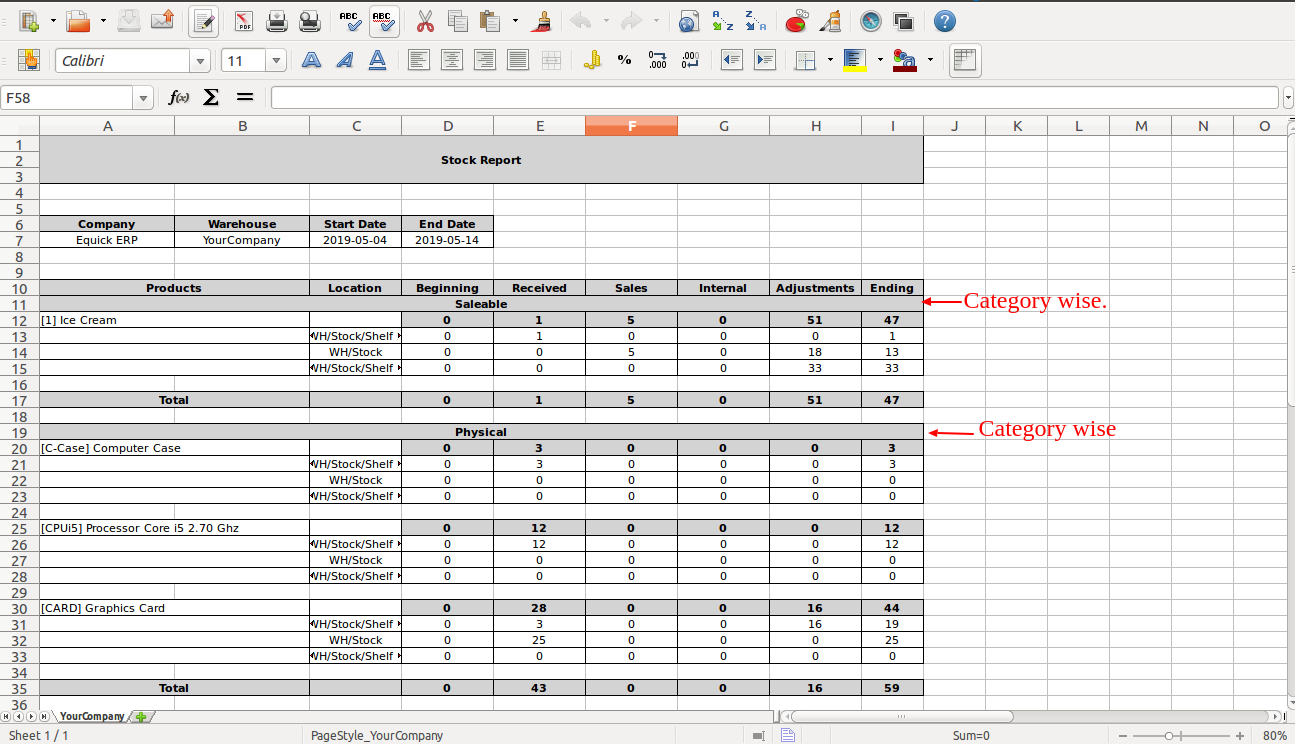 PDF
ABC
ABC
A Z
Z A
?
Calibri
11
A
A
A
%
.000
.000
a
F58
f(x) Σ =
A B C D E F G H I J K L M N O
1
2 Stock Report
3
4
5
6 Company Warehouse Start Date End Date
7 Equick ERP YourCompany 2019-05-04 2019-05-14
8
9
10 Products Location Beginning Received Sales Internal Adjustments Ending
11 Saleable
Category wise.
12 [1] Ice Cream 0 1 5 0 51 47
13 WH/Stock/Shelf 0 1 0 0 0 1
14 WH/Stock 0 0 5 0 18 13
15 WH/Stock/Shelf 0 0 0 0 33 33
16
17 Total 0 1 5 0 51 47
18
19 Physical
Category wise
20 [C-Case] Computer Case 0 3 0 0 0 3
21 WH/Stock/Shelf 0 3 0 0 0 3
22 WH/Stock 0 0 0 0 0 0
23 WH/Stock/Shelf 0 0 0 0 0 0
24
25 [CPUi5] Processor Core i5 2.70 Ghz 0 12 0 0 0 12
26 WH/Stock/Shelf 0 12 0 0 0 12
27 WH/Stock 0 0 0 0 0 0
28 WH/Stock/Shelf 0 0 0 0 0 0
29
30 [CARD] Graphics Card 0 28 0 0 16 44
31 WH/Stock/Shelf 0 3 0 0 16 19
32 WH/Stock 0 25 0 0 0 25
33 WH/Stock/Shelf 0 0 0 0 0 0
34
35 Total 0 43 0 0 16 59
36
YourCompany
Sheet 1 / 1 PageStyle_YourCompany Sum=0 80%